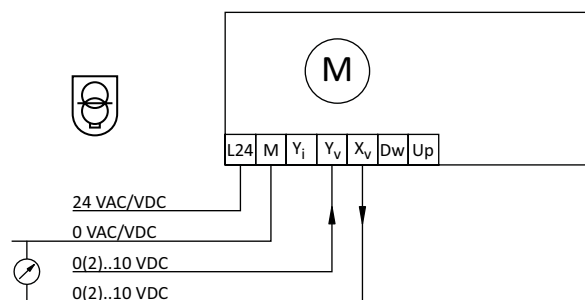 M
L24 M Yi Yv Xv Dw Up
24 VAC/VDC
0 VAC/VDC
0(2)..10 VDC
0(2)..10 VDC